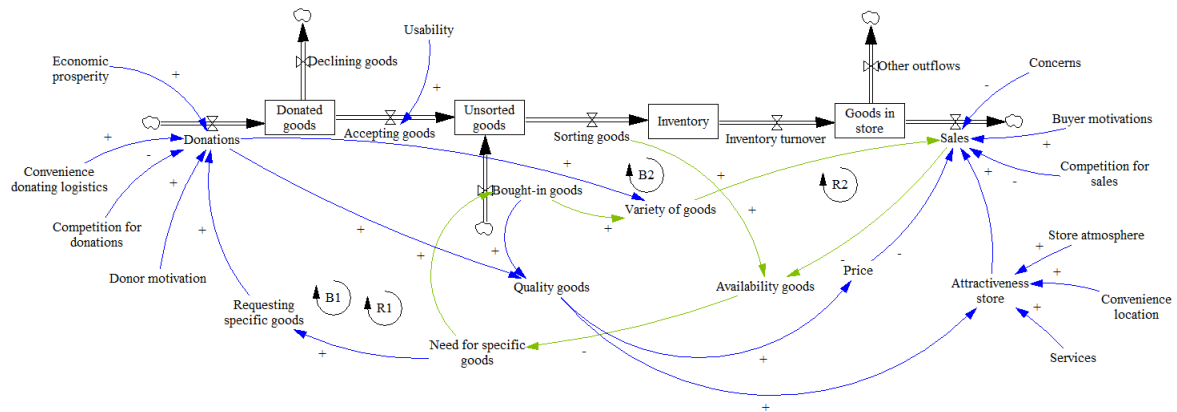 Usability
Economic
prosperity
+
Declining goods
Other outflows
Concerns
+
-
Donated
goods
Unsorted
goods
Inventory
Goods in
store
Buyer motivations
+
Donations
Accepting goods
Sorting goods
Inventory turnover
Sales
+
-
Convenience
donating logistics
+
B2
R2
Competition for
sales
+
-
Bought-in goods
+
Variety of goods
+
Competition for
donations
+
+
+
Store atmosphere
+
Donor motivation
+
+
-
-
-
+
+
Quality goods
Availability goods
Price
Attractiveness
store
Convenience
location
+
Requesting
specific goods
B1
R1
Need for specific
goods
-
+
+
Services
+